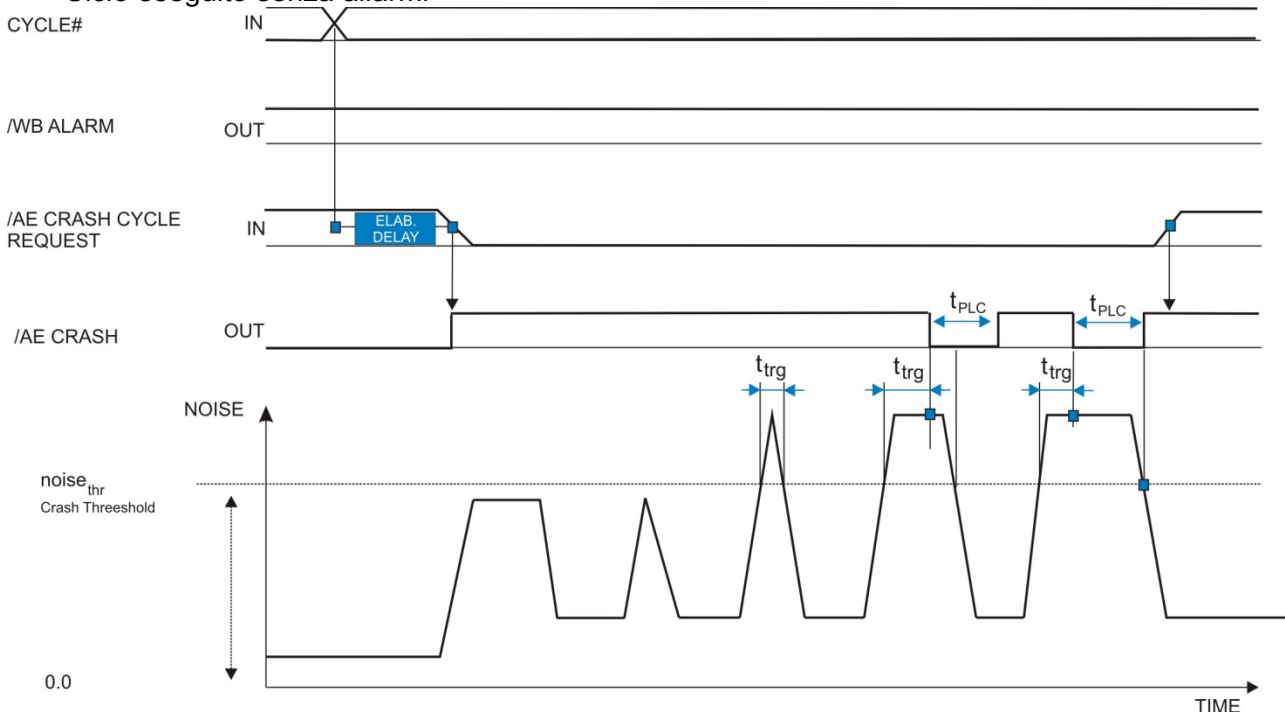 CYCLE# IN
/WB ALARM OUT
/AE CRASH CYCLE
REQUEST
IN
ELAB.
DELAY
/AE CRASH OUT
tPLC tPLC
ttrg ttrg ttrg
NOISE
noisethr
Crash Threeshold
0.0
TIME